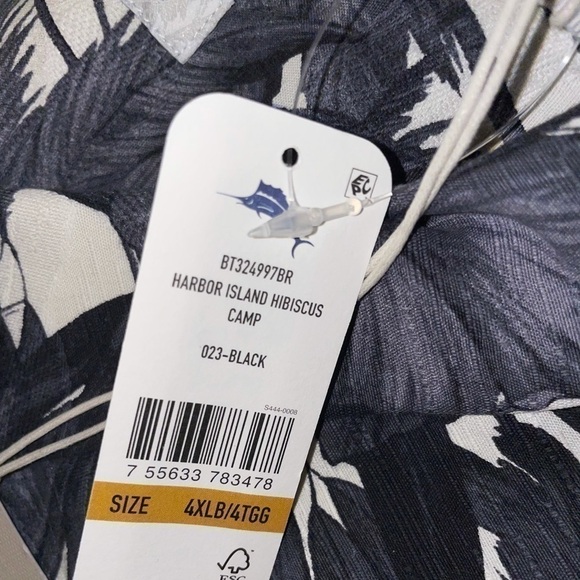 BT324997BR
HARBOR ISLAND HIBISCUS
CAMP
023-BLACK
S444-0008
7 55633 783478
SIZE 4XLB/4TGG
FSC